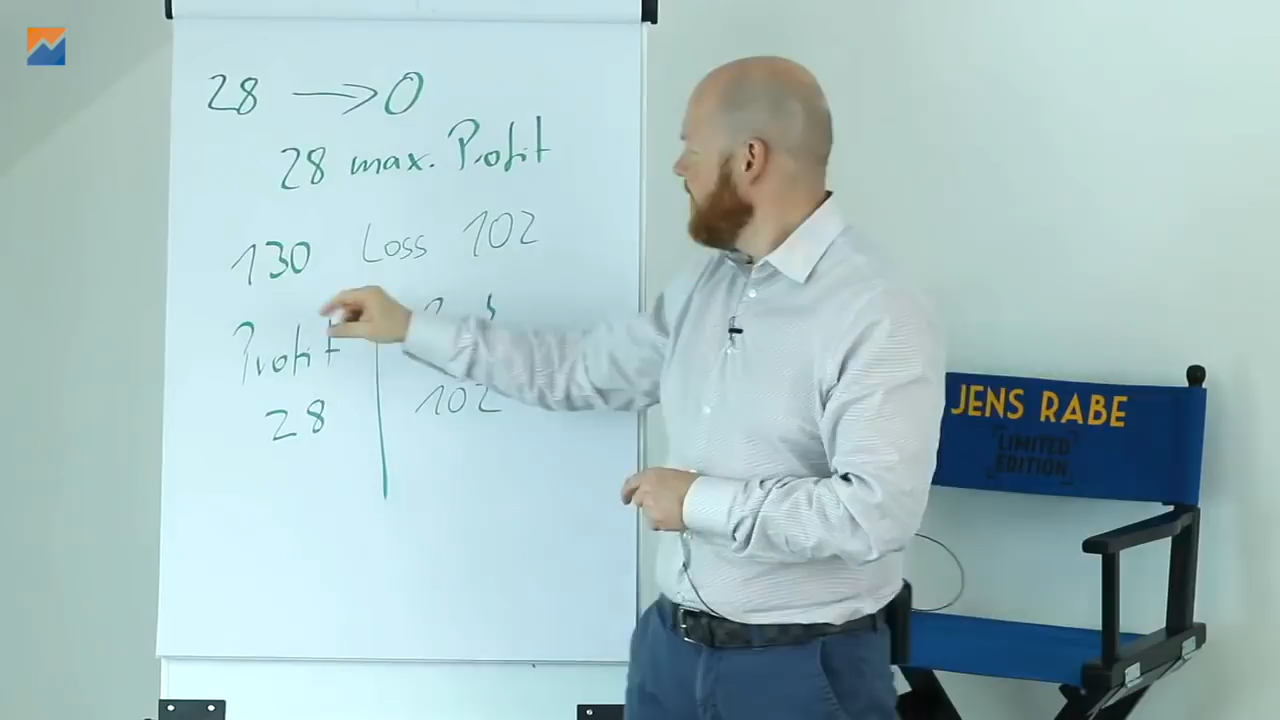 28 → 0
28 max. Profit
130 Loss 102
Profit
28 102
JENS RABE
LIMITED
EDITION